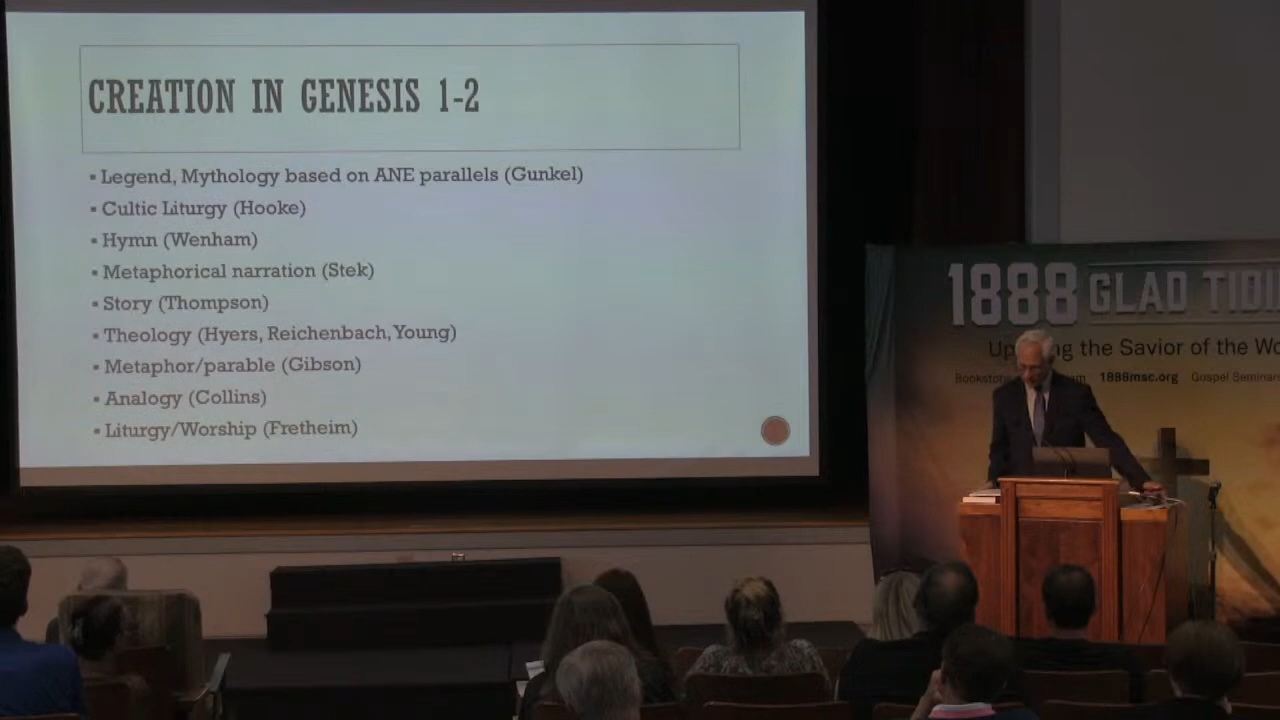 CREATION IN GENESIS 1-2
▪ Legend, Mythology based on ANE parallels (Gunkel)
▪ Cultic Liturgy (Hooke)
▪ Hymn (Wenham)
▪ Metaphorical narration (Stek)
▪ Story (Thompson)
▪ Theology (Hyers, Reichenbach, Young)
▪ Metaphor/parable (Gibson)
▪ Analogy (Collins)
▪ Liturgy/Worship (Fretheim)
1888 GLAD TIDI
the Savior of the Wo
1888msc.org Gospel Seminar